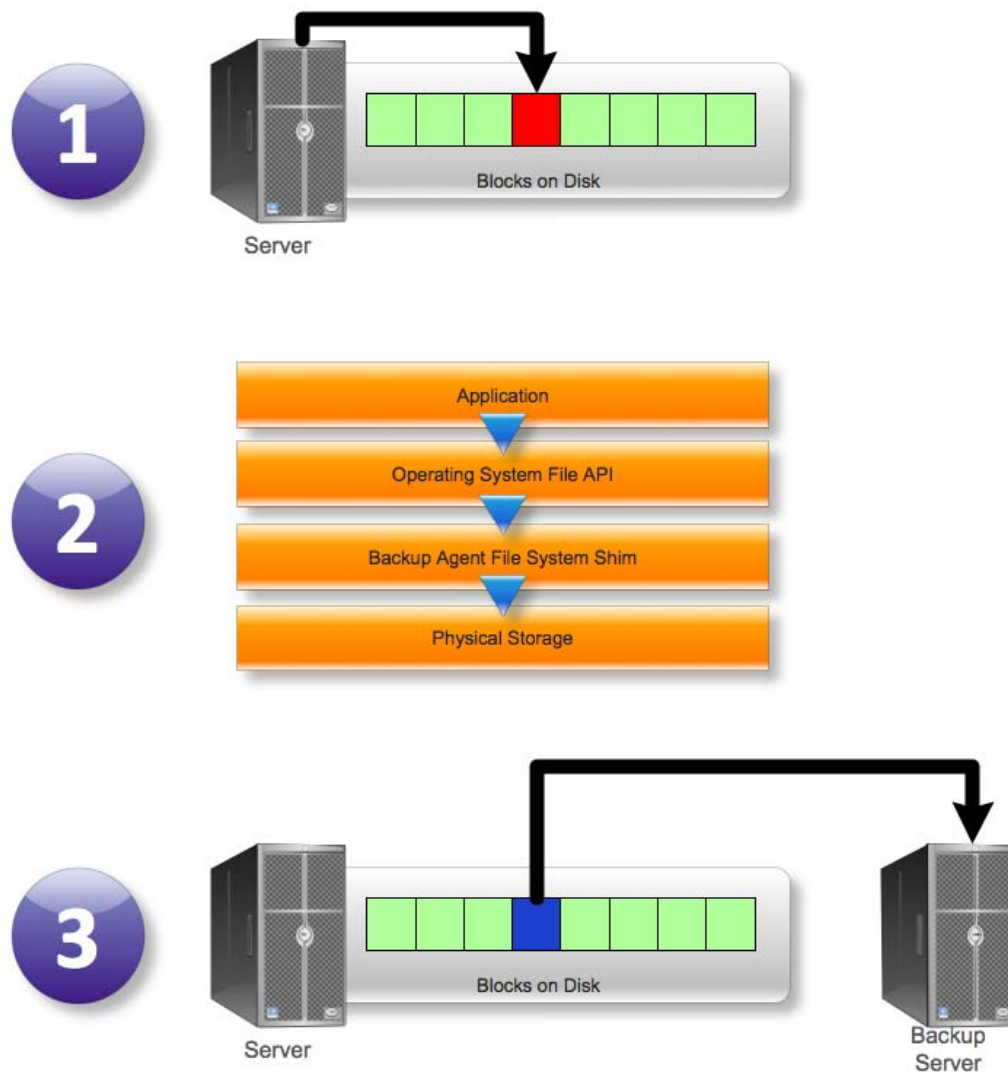 1
Blocks on Disk
Server
2
Application
Operating System File API
Backup Agent File System Shim
Physical Storage
3
Blocks on Disk
Server
Backup
Server